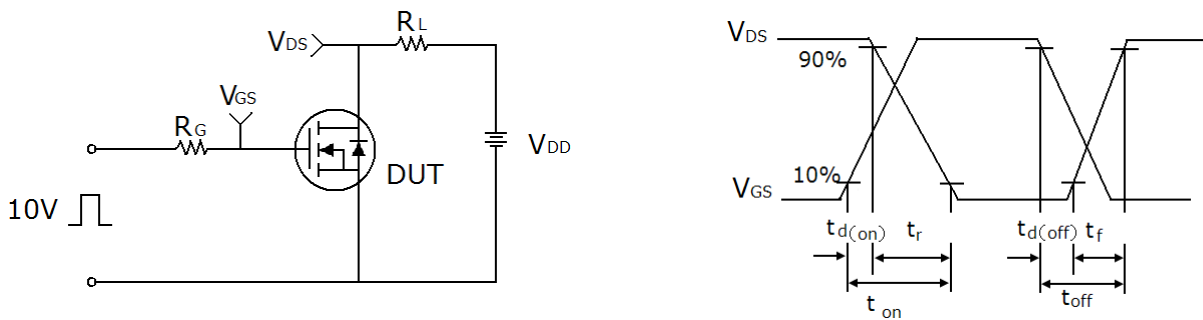 VDS
RL
VGS
RG
VDD
DUT
10V
VDS
90%
10%
VGS
td(on)
tr
td(off)
tf
ton
toff